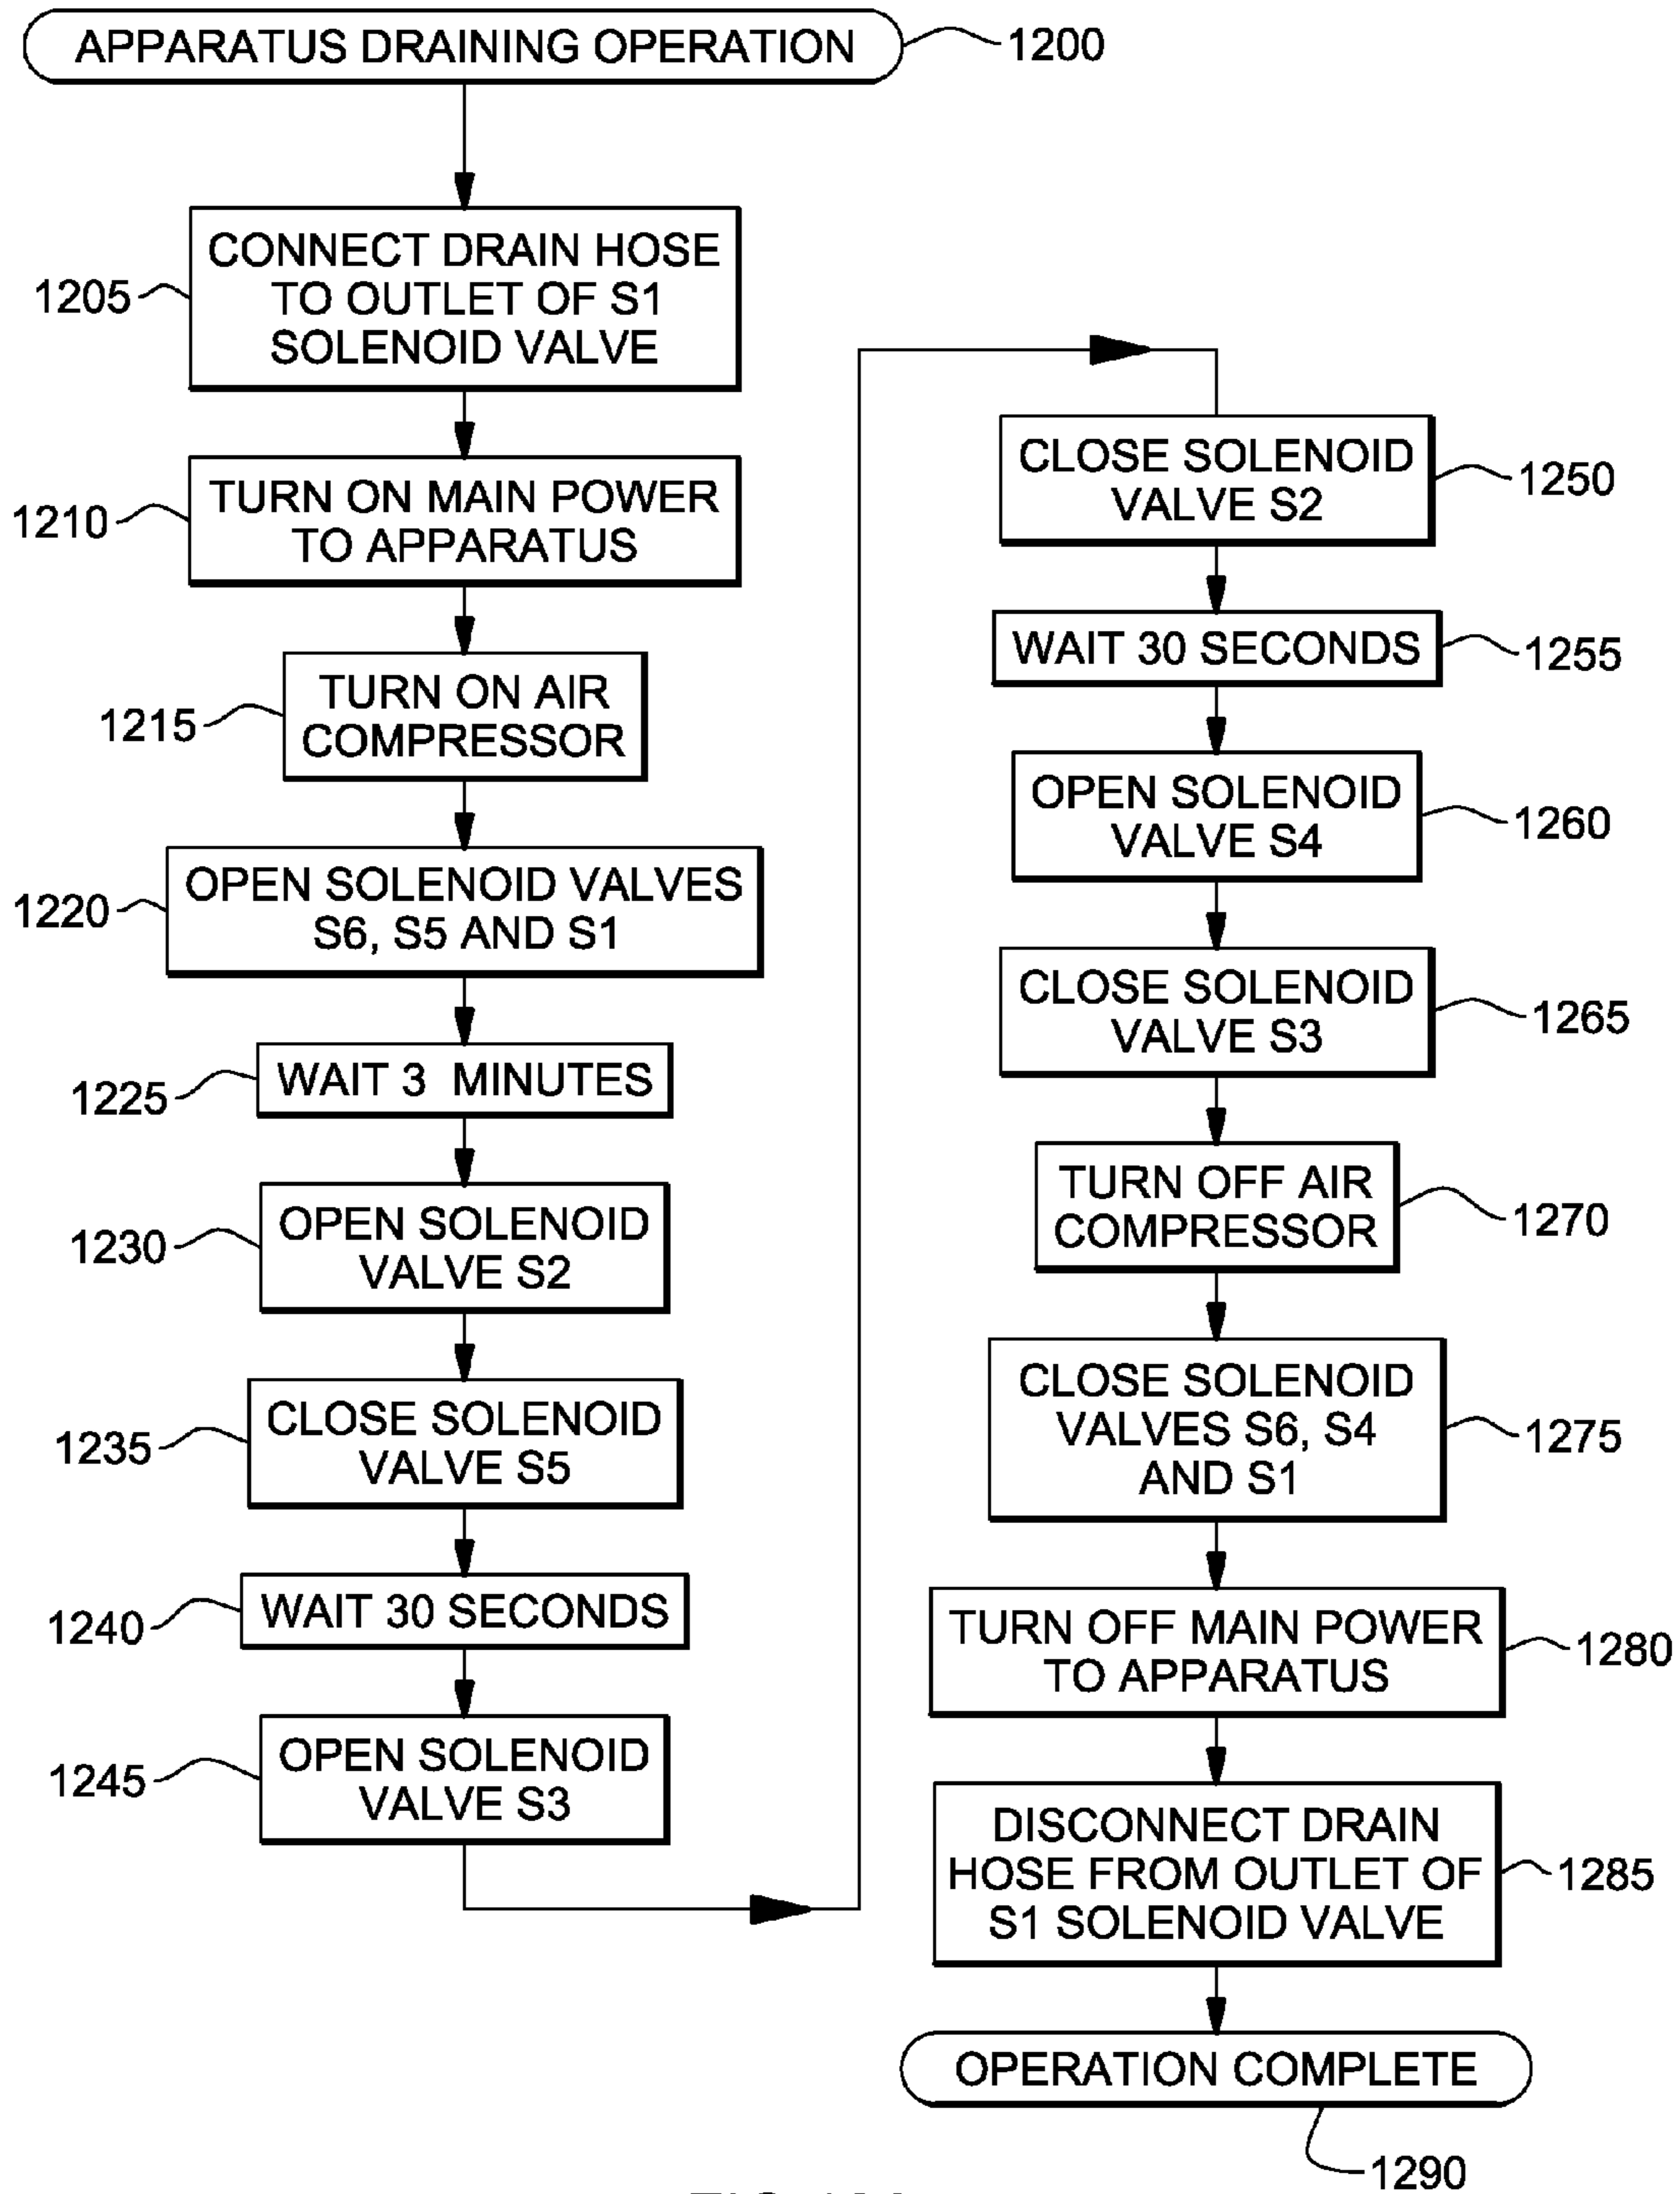 APPARATUS DRAINING OPERATION
1200
CONNECT DRAIN HOSE
TO OUTLET OF S1
SOLENOID VALVE
1205
TURN ON MAIN POWER
TO APPARATUS
1210
TURN ON AIR
COMPRESSOR
1215
OPEN SOLENOID VALVES
S6, S5 AND S1
1220
WAIT 3 MINUTES
1225
OPEN SOLENOID
VALVE S2
1230
CLOSE SOLENOID
VALVE S5
1235
WAIT 30 SECONDS
1240
OPEN SOLENOID
VALVE S3
1245
CLOSE SOLENOID
VALVE S2
1250
WAIT 30 SECONDS
1255
OPEN SOLENOID
VALVE S4
1260
CLOSE SOLENOID
VALVE S3
1265
TURN OFF AIR
COMPRESSOR
1270
CLOSE SOLENOID
VALVES S6, S4
AND S1
1275
TURN OFF MAIN POWER
TO APPARATUS
1280
DISCONNECT DRAIN
HOSE FROM OUTLET OF
S1 SOLENOID VALVE
1285
OPERATION COMPLETE
1290